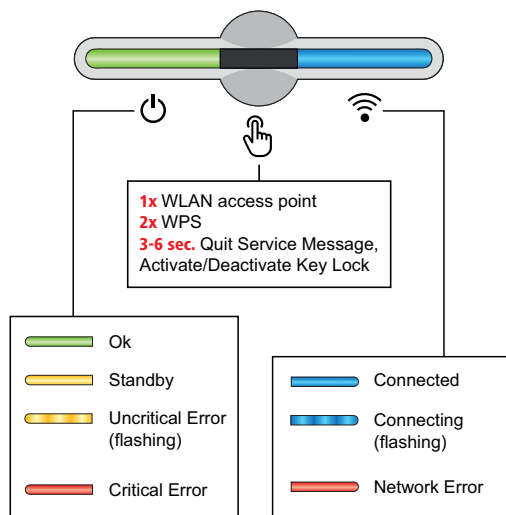 1x WLAN access point
2x WPS
3-6 sec. Quit Service Message,
Activate/Deactivate Key Lock
Ok
Standby
Uncritical Error
(flashing)
Critical Error
Connected
Connecting
(flashing)
Network Error